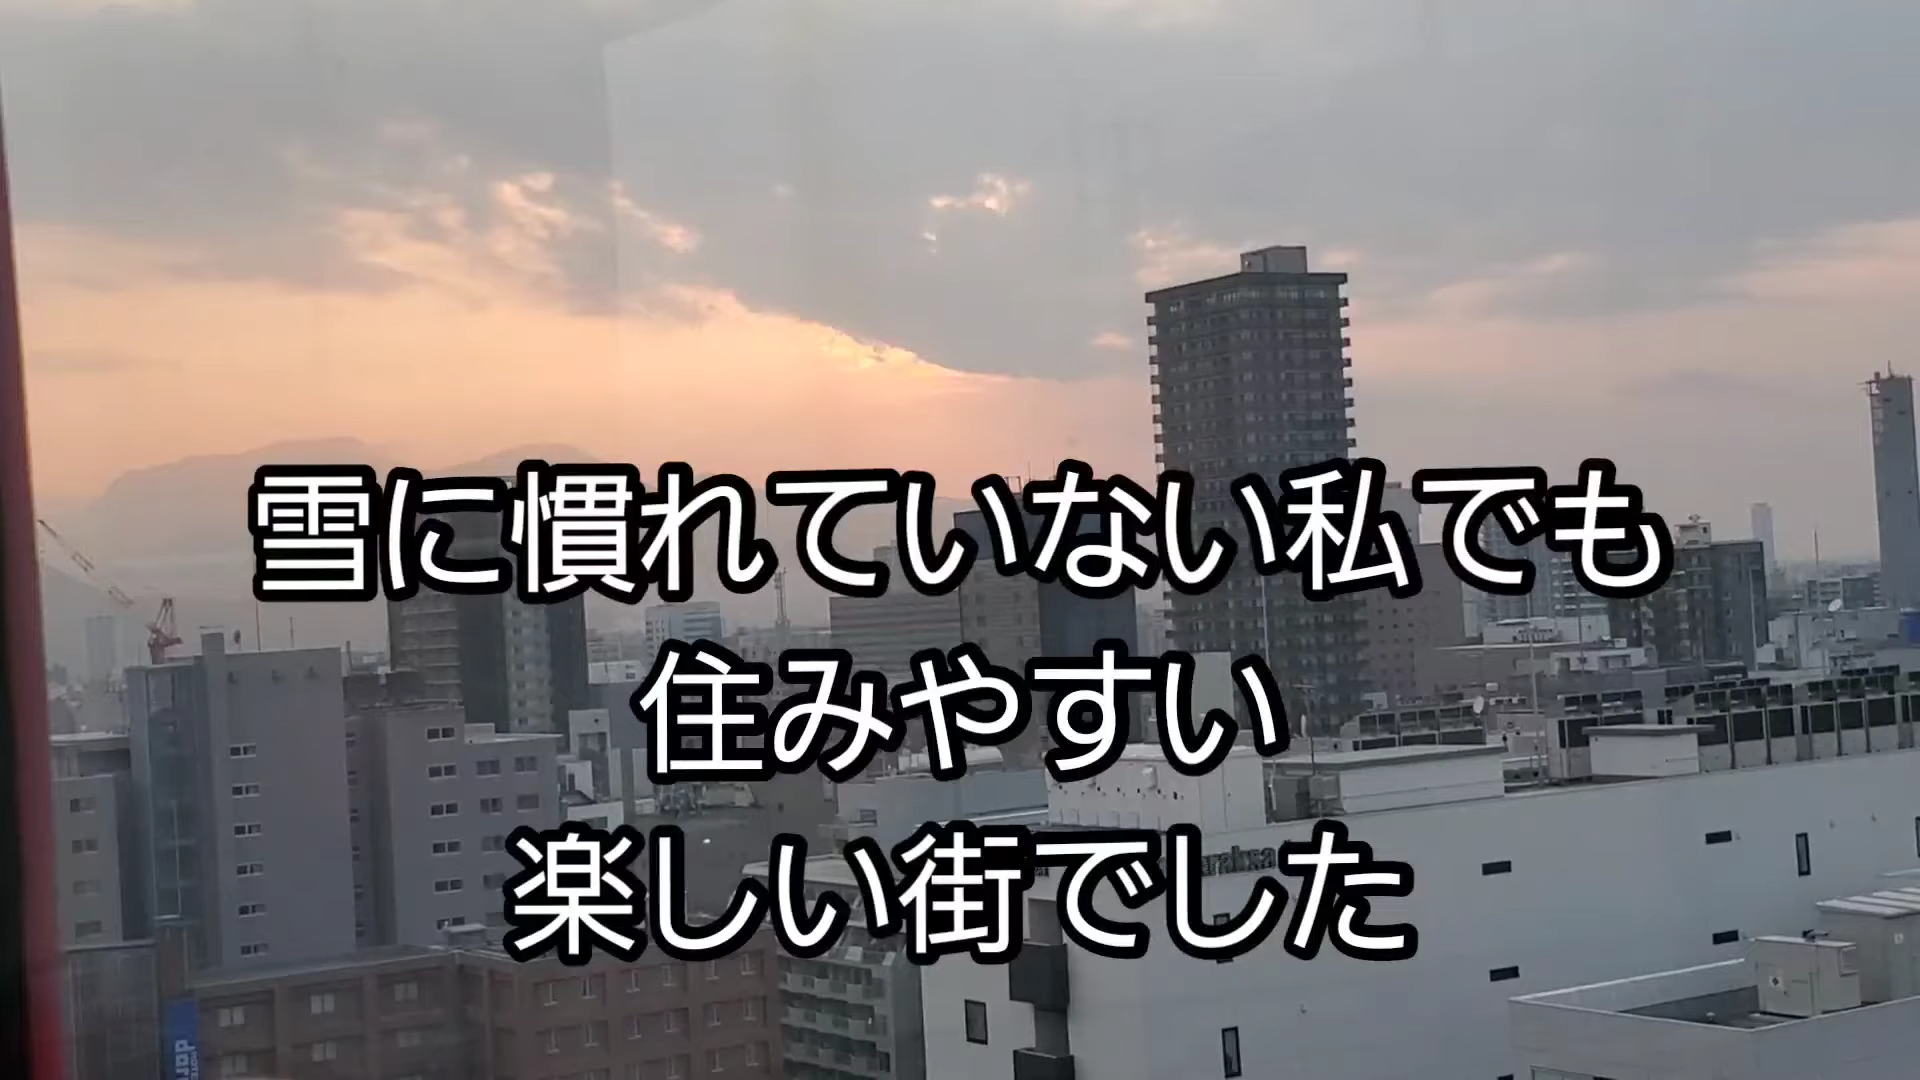 雪に慣れていない私でも
住みやすい
楽しい街でした